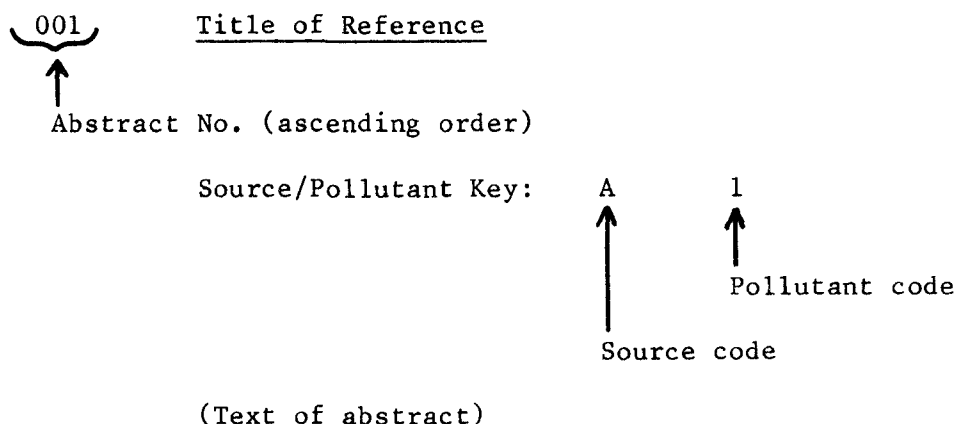 001 Title of Reference
Abstract No. (ascending order)
Source/Pollutant Key: A 1
Pollutant code
Source code
(Text of abstract)